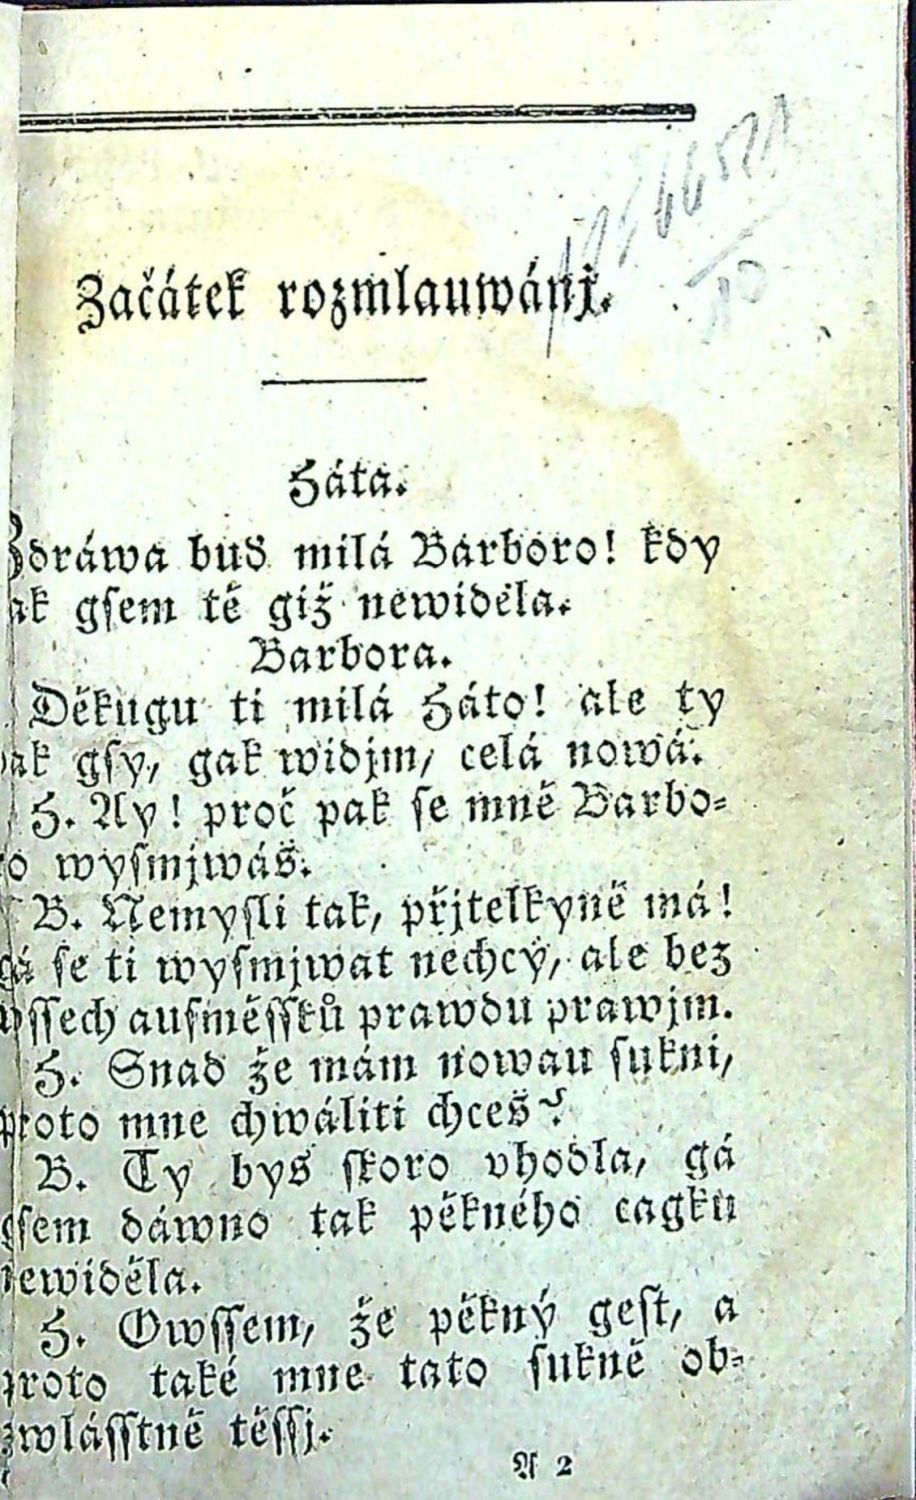 Začátek rozmlauwánj.
Háta.
Zdráwa buď milá Barboro! kdy
ak gsem tě giž newiděla.
Barbora.
Děkugu ti milá Háto! ale ty
ak gsy, gak widjm, celá nowá.
H. Ay! proč pak se mně Barbo-
ro wysmjwáš.
B. Nemysli tak, přjtelkyně má!
gá se ti wysmjwat nechcy, ale bez
wssech ausměssků prawdu prawjm.
H. Snad že mám nowau sukni,
proto mne chwáliti chceš?
B. Ty bys skoro vhodla, gá
gsem dáwno tak pěkného cagku
newiděla.
H. Owssem, že pěkný gest, a
proto také mne tato sukně ob-
zwlásstně těssj.
A 2